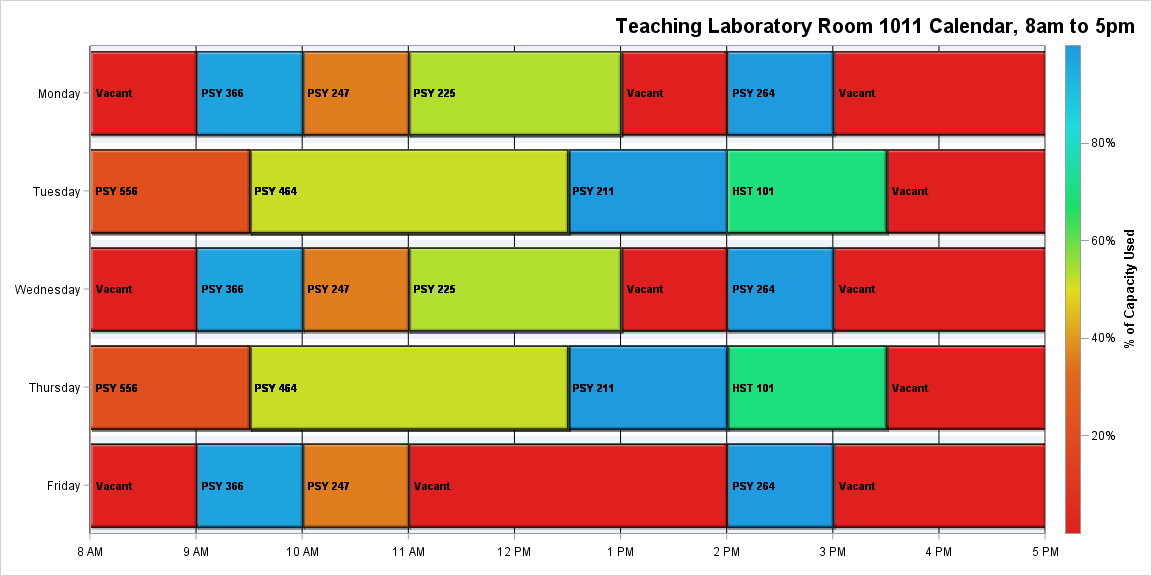 Teaching Laboratory Room 1011 Calendar, 8am to 5pm
Monday Vacant PSY 366 PSY 247 PSY 225 Vacant PSY 264 Vacant
80%
Tuesday PSY 556 PSY 464 PSY 211 HST 101 Vacant
60%
Wednesday Vacant PSY 366 PSY 247 PSY 225 Vacant PSY 264 Vacant
% of Capacity Used
40%
Thursday PSY 556 PSY 464 PSY 211 HST 101 Vacant
20%
Friday Vacant PSY 366 PSY 247 Vacant PSY 264 Vacant
8 AM 9 AM 10 AM 11 AM 12 PM 1 PM 2 PM 3 PM 4 PM 5 PM